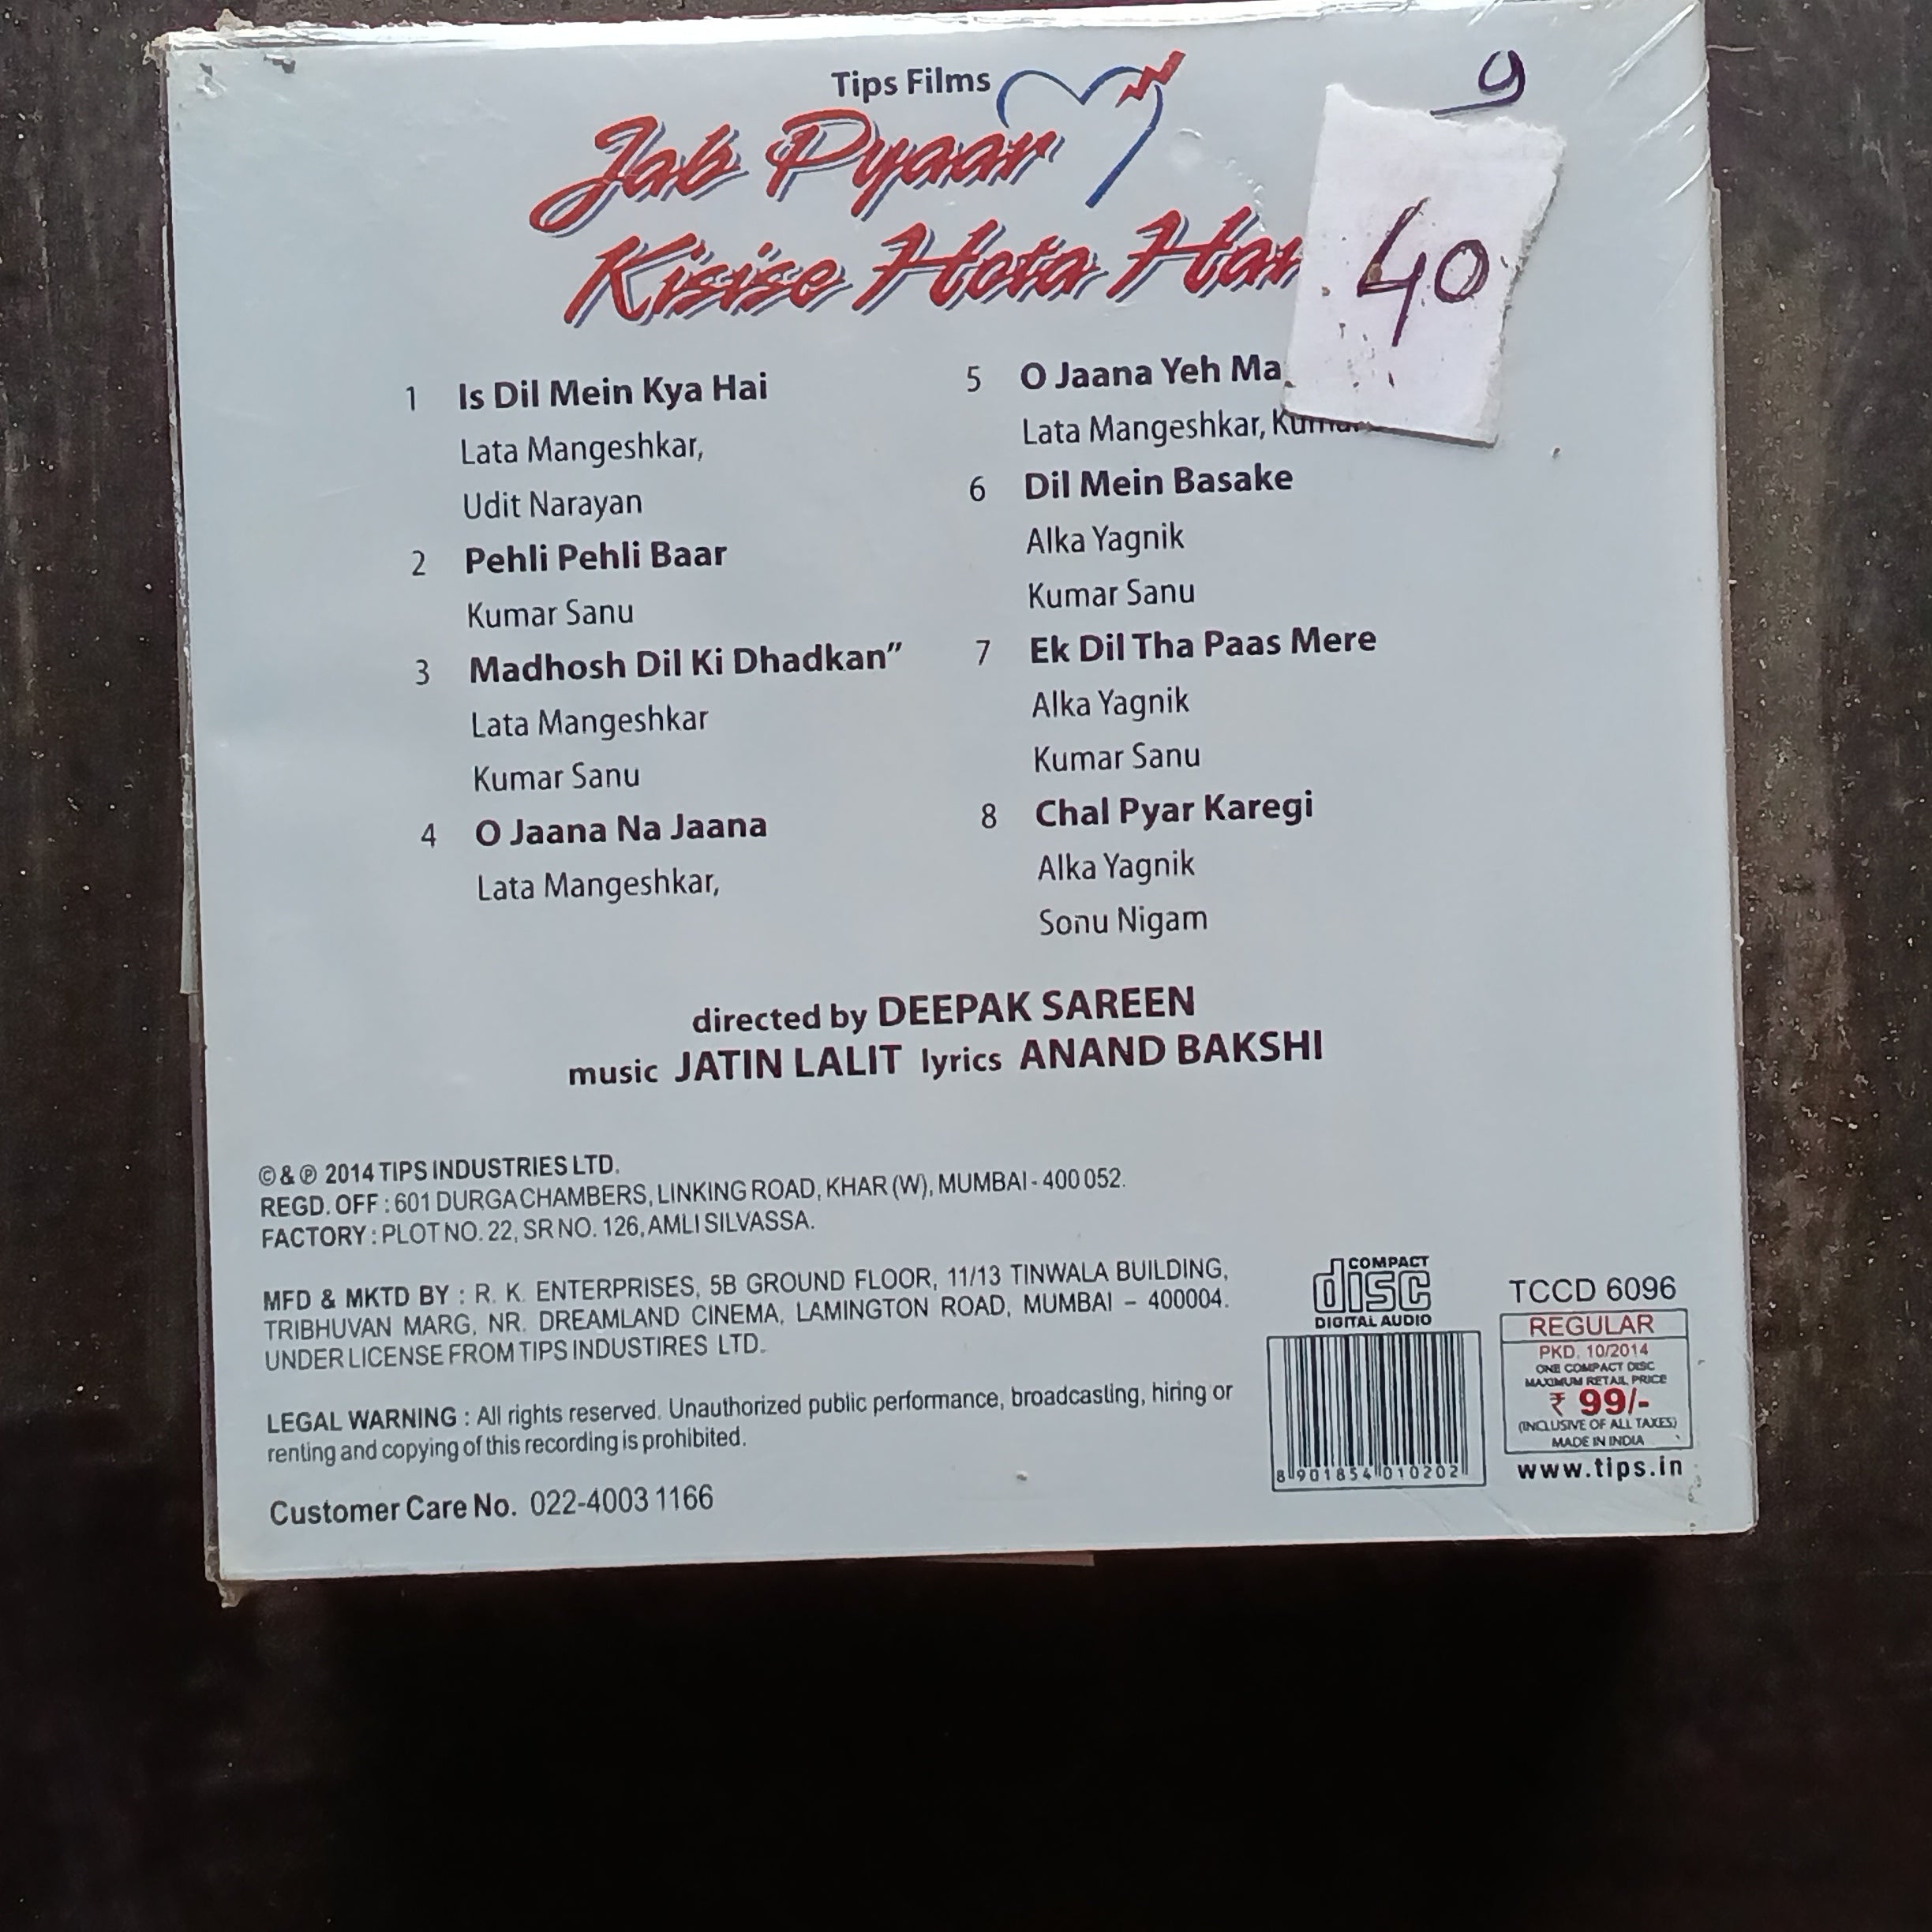 Tips Films
Jab Pyaar
Kisise Hota Hai
9
40
1 Is Dil Mein Kya Hai
Lata Mangeshkar,
Udit Narayan
2 Pehli Pehli Baar
Kumar Sanu
3 Madhosh Dil Ki Dhadkan”
Lata Mangeshkar
Kumar Sanu
4 O Jaana Na Jaana
Lata Mangeshkar,
5 O Jaana Yeh
Lata Mangeshkar,
6 Dil Mein Basake
Alka Yagnik
Kumar Sanu
7 Ek Dil Tha Paas Mere
Alka Yagnik
Kumar Sanu
8 Chal Pyar Karegi
Alka Yagnik
Sonu Nigam
directed by DEEPAK SAREEN
music JATIN LALIT lyrics ANAND BAKSHI
©&℗ 2014 TIPS INDUSTRIES LTD.
REGD. OFF : 601 DURGA CHAMBERS, LINKING ROAD, KHAR (W), MUMBAI - 400 052.
FACTORY : PLOT NO. 22, SR NO. 126, AMLI SILVASSA.
MFD & MKTD BY : R. K. ENTERPRISES, 5B GROUND FLOOR, 11/13 TINWALA BUILDING,
TRIBHUVAN MARG, NR. DREAMLAND CINEMA, LAMINGTON ROAD, MUMBAI – 400004.
UNDER LICENSE FROM TIPS INDUSTIRES LTD.
LEGAL WARNING : All rights reserved. Unauthorized public performance, broadcasting, hiring or
renting and copying of this recording is prohibited.
Customer Care No. 022-4003 1166
COMPACT
disc
DIGITAL AUDIO
8 901854 010202
TCCD 6096
REGULAR
PKD. 10/2014
ONE COMPACT DISC
MAXIMUM RETAIL PRICE
₹ 99/-
(INCLUSIVE OF ALL TAXES)
MADE IN INDIA
www.tips.in